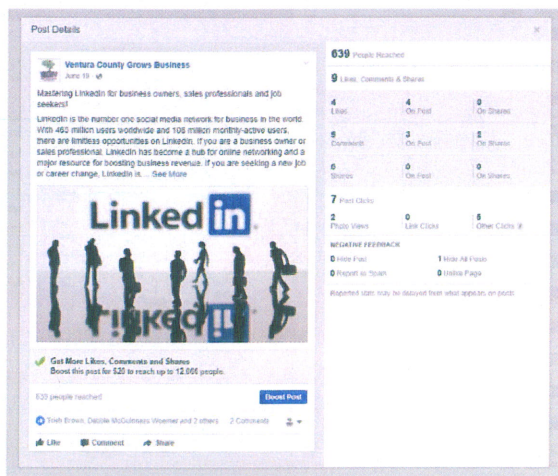 Post Details
Ventura County Grows Business
June 19
Mastering LinkedIn for business owners, sales professionals and job
seekers!
LinkedIn is the number one social media network for business in the world.
With 465 million users worldwide and 106 million monthly-active users,
there are limitless opportunities on LinkedIn. If you are a business owner or
sales professional, LinkedIn has become a hub for online networking and a
major resource for boosting business revenue. If you are seeking a new job
or career change, LinkedIn is... See More
Linked in
Get More Likes, Comments and Shares
Boost this post for $20 to reach up to 12,000 people.
639 people reached
Boost Post
Brown, Debbie McGuinness and 2 others
2 Comments
Like Comment Share
639 People Reached
9 Likes, Comments & Shares
4 Likes
4 On Post
0 On Shares
5 Comments
3 On Post
2 On Shares
0 Shares
0 On Post
0 On Shares
7 Post Clicks
2 Photo Views
0 Link Clicks
5 Other Clicks
NEGATIVE FEEDBACK
0 Hide Post
1 Hide All Posts
0 Report as Spam
0 Unlike Page
Reported stats may be delayed from what appears on posts